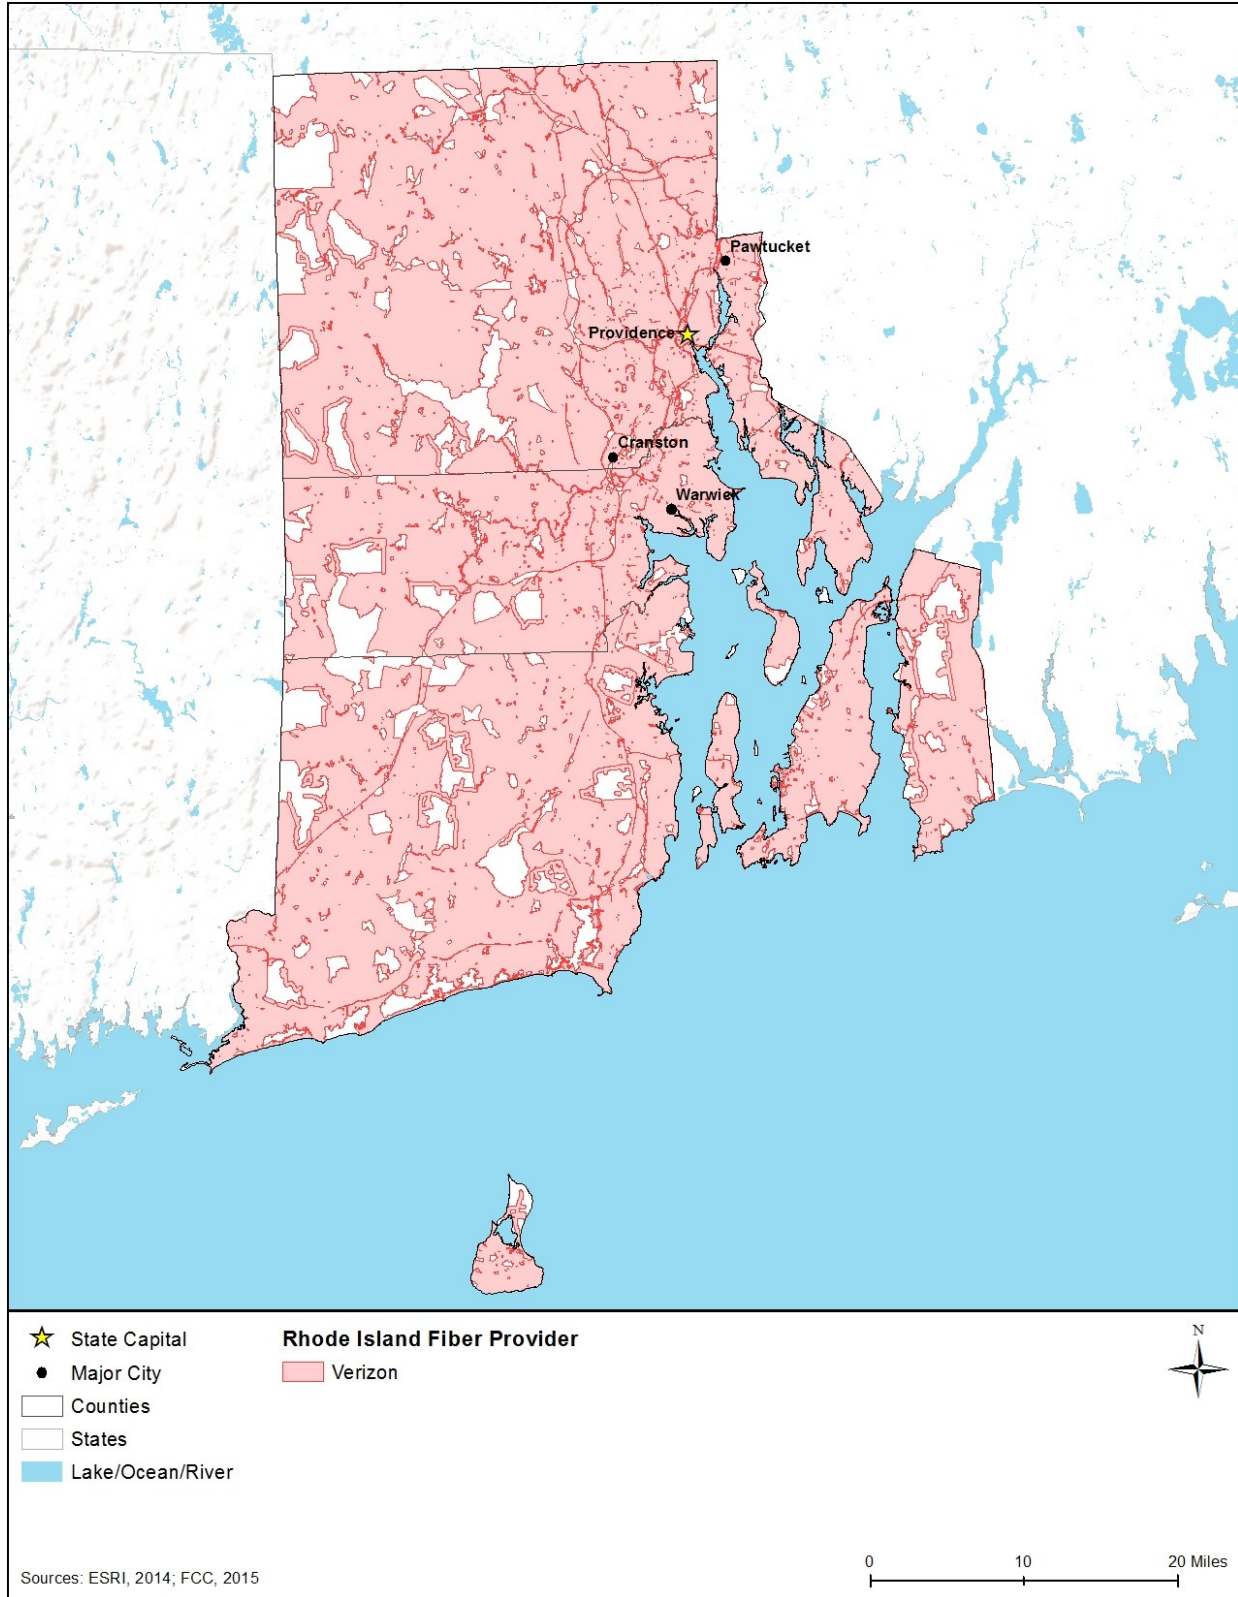 Pawtucket
Providence
Cranston
Warwick
State Capital
Major City
Counties
States
Lake/Ocean/River
Rhode Island Fiber Provider
Verizon
N
0 10 20 Miles
Sources: ESRI, 2014; FCC, 2015